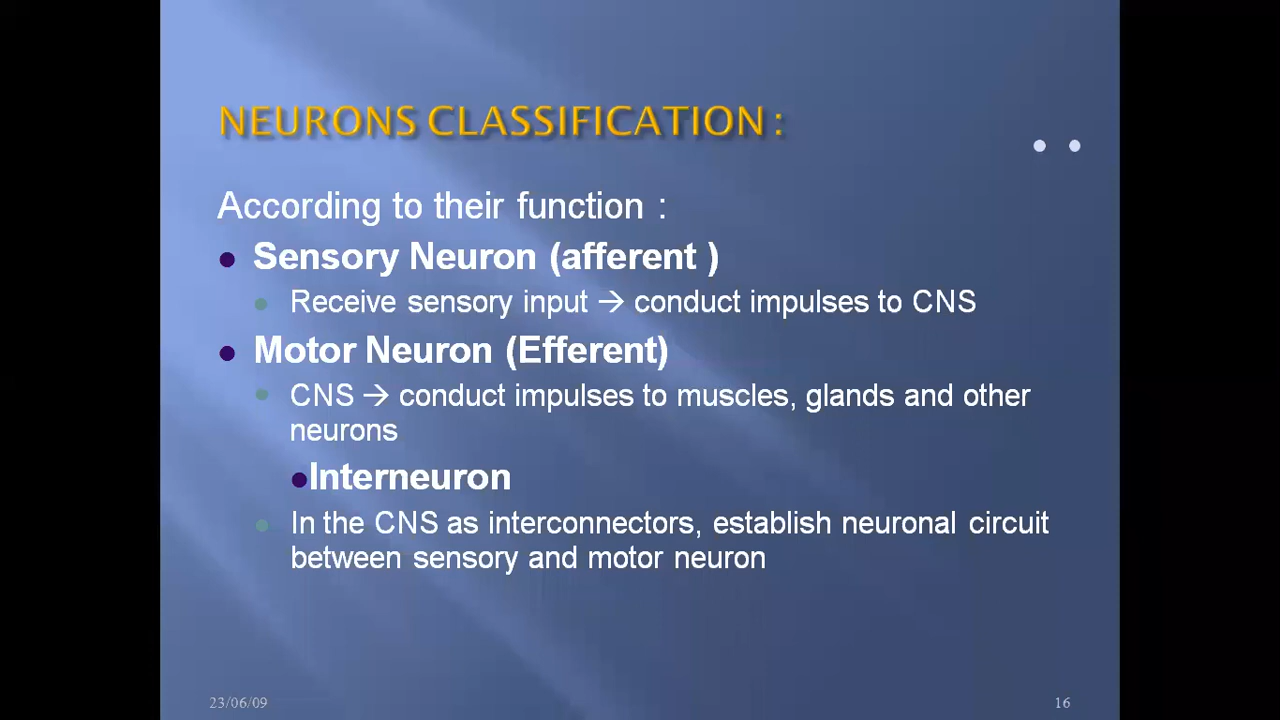 NEURONS CLASSIFICATION :
According to their function :
Sensory Neuron (afferent )
Receive sensory input → conduct impulses to CNS
Motor Neuron (Efferent)
CNS → conduct impulses to muscles, glands and other
neurons
Interneuron
In the CNS as interconnectors, establish neuronal circuit
between sensory and motor neuron
23/06/09
16